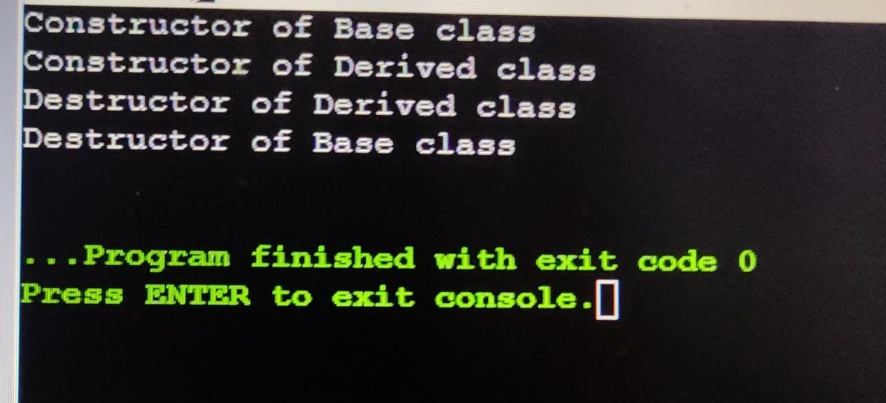 Constructor of Base class
Constructor of Derived class
Destructor of Derived class
Destructor of Base class
...Program finished with exit code 0
Press ENTER to exit console.